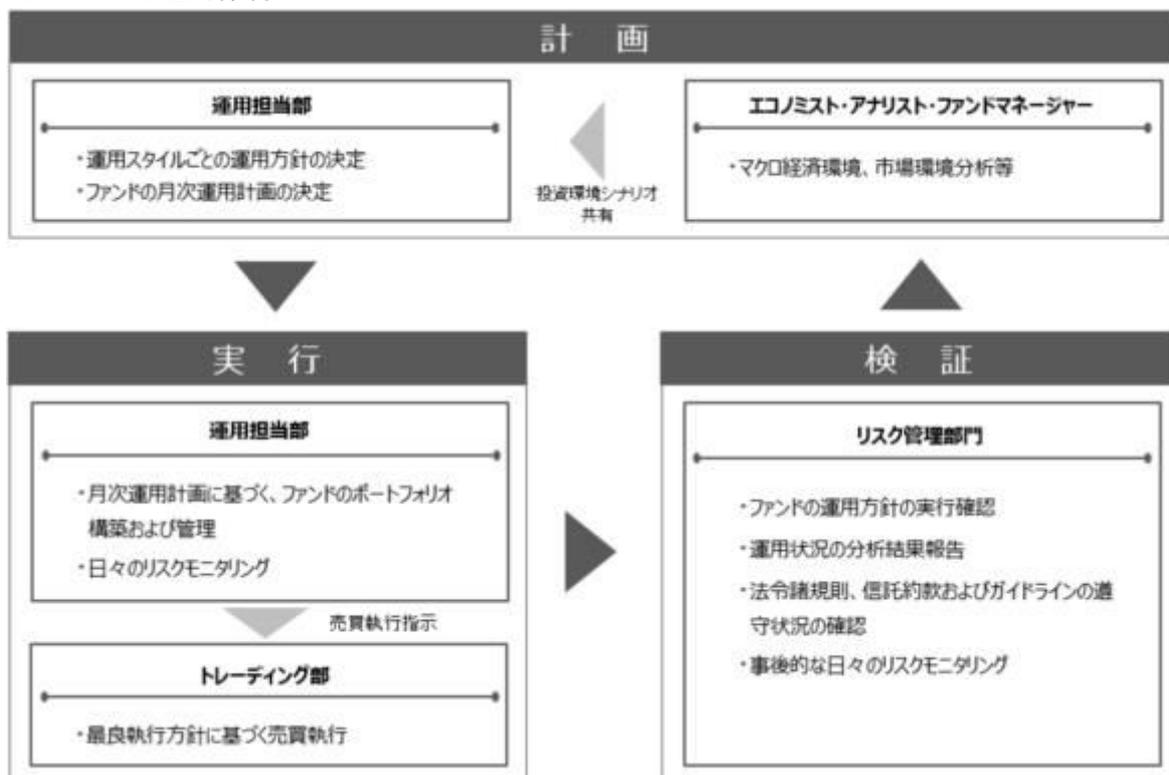 計 画
運用担当部
・運用スタイルごとの運用方針の決定
・ファンドの月次運用計画の決定
投資環境シナリオ
共有
エコノミスト・アナリスト・ファンドマネージャー
・マクロ経済環境、市場環境分析等
実 行
運用担当部
・月次運用計画に基づく、ファンドのポートフォリオ
構築および管理
・日々のリスクモニタリング
売買執行指示
トレーディング部
・最良執行方針に基づく売買執行
検 証
リスク管理部門
・ファンドの運用方針の実行確認
・運用状況の分析結果報告
・法令諸規則、信託約款およびガイドラインの遵
守状況の確認
・事後的な日々のリスクモニタリング